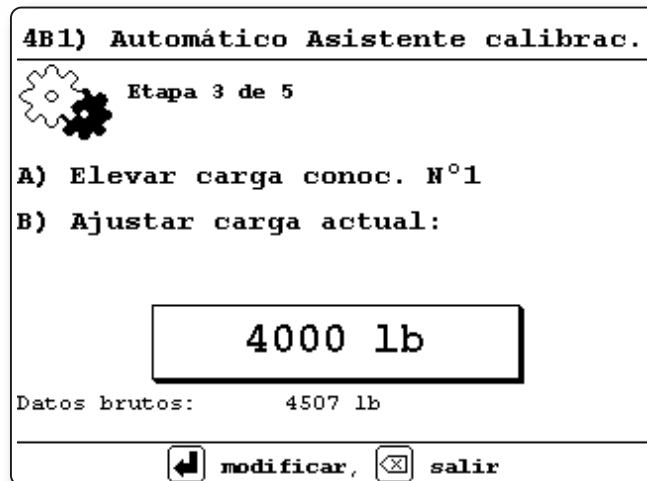 4B1) Automático Asistente calibrac.
Etapa 3 de 5
A) Elevar carga conoc. N°1
B) Ajustar carga actual:
4000 lb
Datos brutos: 4507 lb
modificar, salir